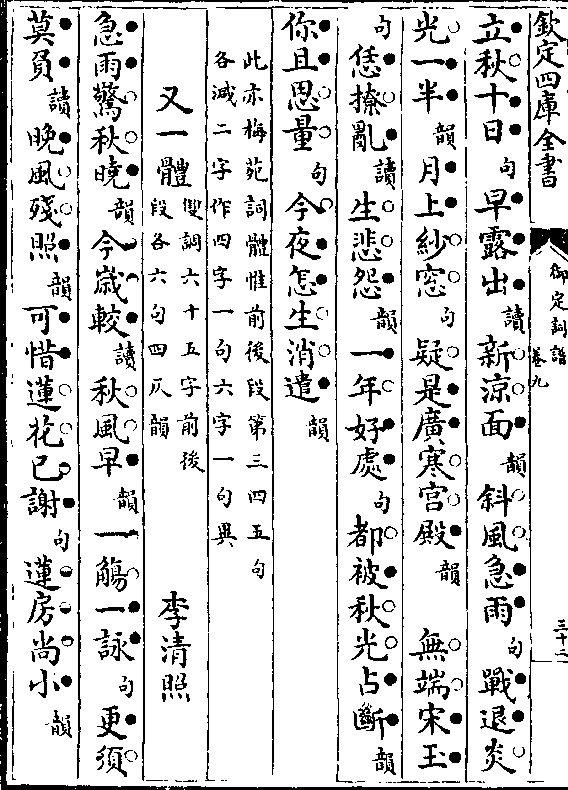 欽定四庫全書
御定詞譜 卷九
三十二
立秋十日句早露出讀新涼面韻斜風急雨句戰退炎
光一半韻月上紗窓句疑是廣寒宮殿韻 無端宋玉
句恁撩亂讀生悲怨韻一年好處句都被秋光占斷韻
你且思量句今夜怎生消遣韻
此亦梅苑詞體惟前後段第三四五句
各減二字作四字一句六字一句異
又一體 雙調六十五字前後
段各六句四仄韻
李清照
急雨驚秋曉韻今歲較讀秋風早韻一觴一詠句更須
莫負讀晚風殘照韻可惜蓮花已謝句蓮房尚小韻